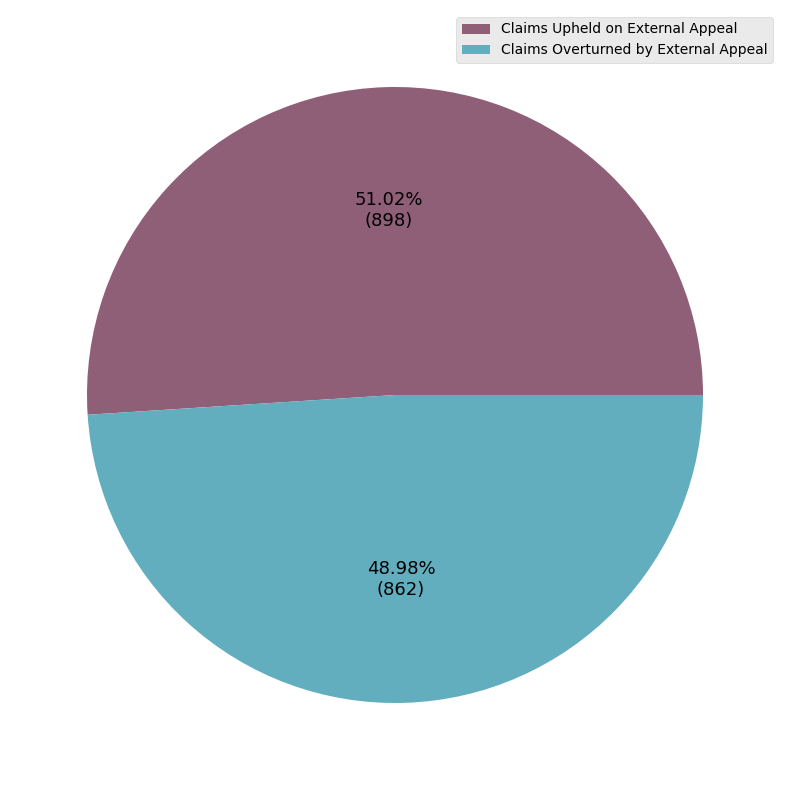 Claims Upheld on External Appeal
Claims Overturned by External Appeal
51.02%
(898)
48.98%
(862)